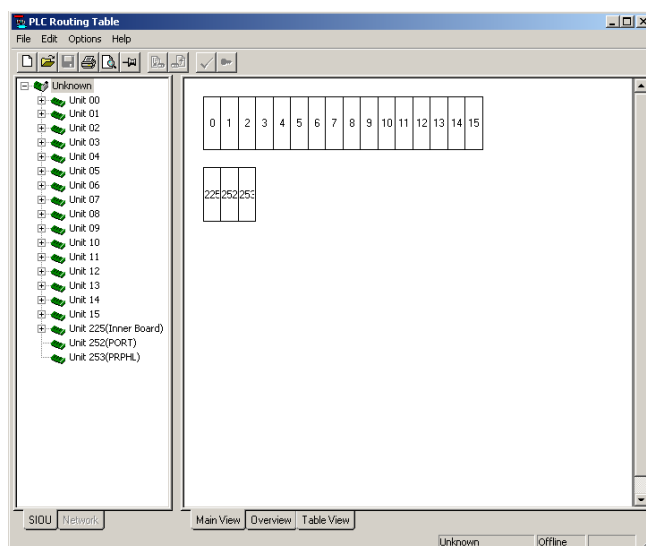 PLC Routing Table
File Edit Options Help
Unknown
Unit 00
Unit 01
Unit 02
Unit 03
Unit 04
Unit 05
Unit 06
Unit 07
Unit 08
Unit 09
Unit 10
Unit 11
Unit 12
Unit 13
Unit 14
Unit 15
Unit 225(Inner Board)
Unit 252(PORT)
Unit 253(PRPHL)
0 1 2 3 4 5 6 7 8 9 10 11 12 13 14 15
225 252 253
SIOU Network
Main View Overview Table View
Unknown Offline